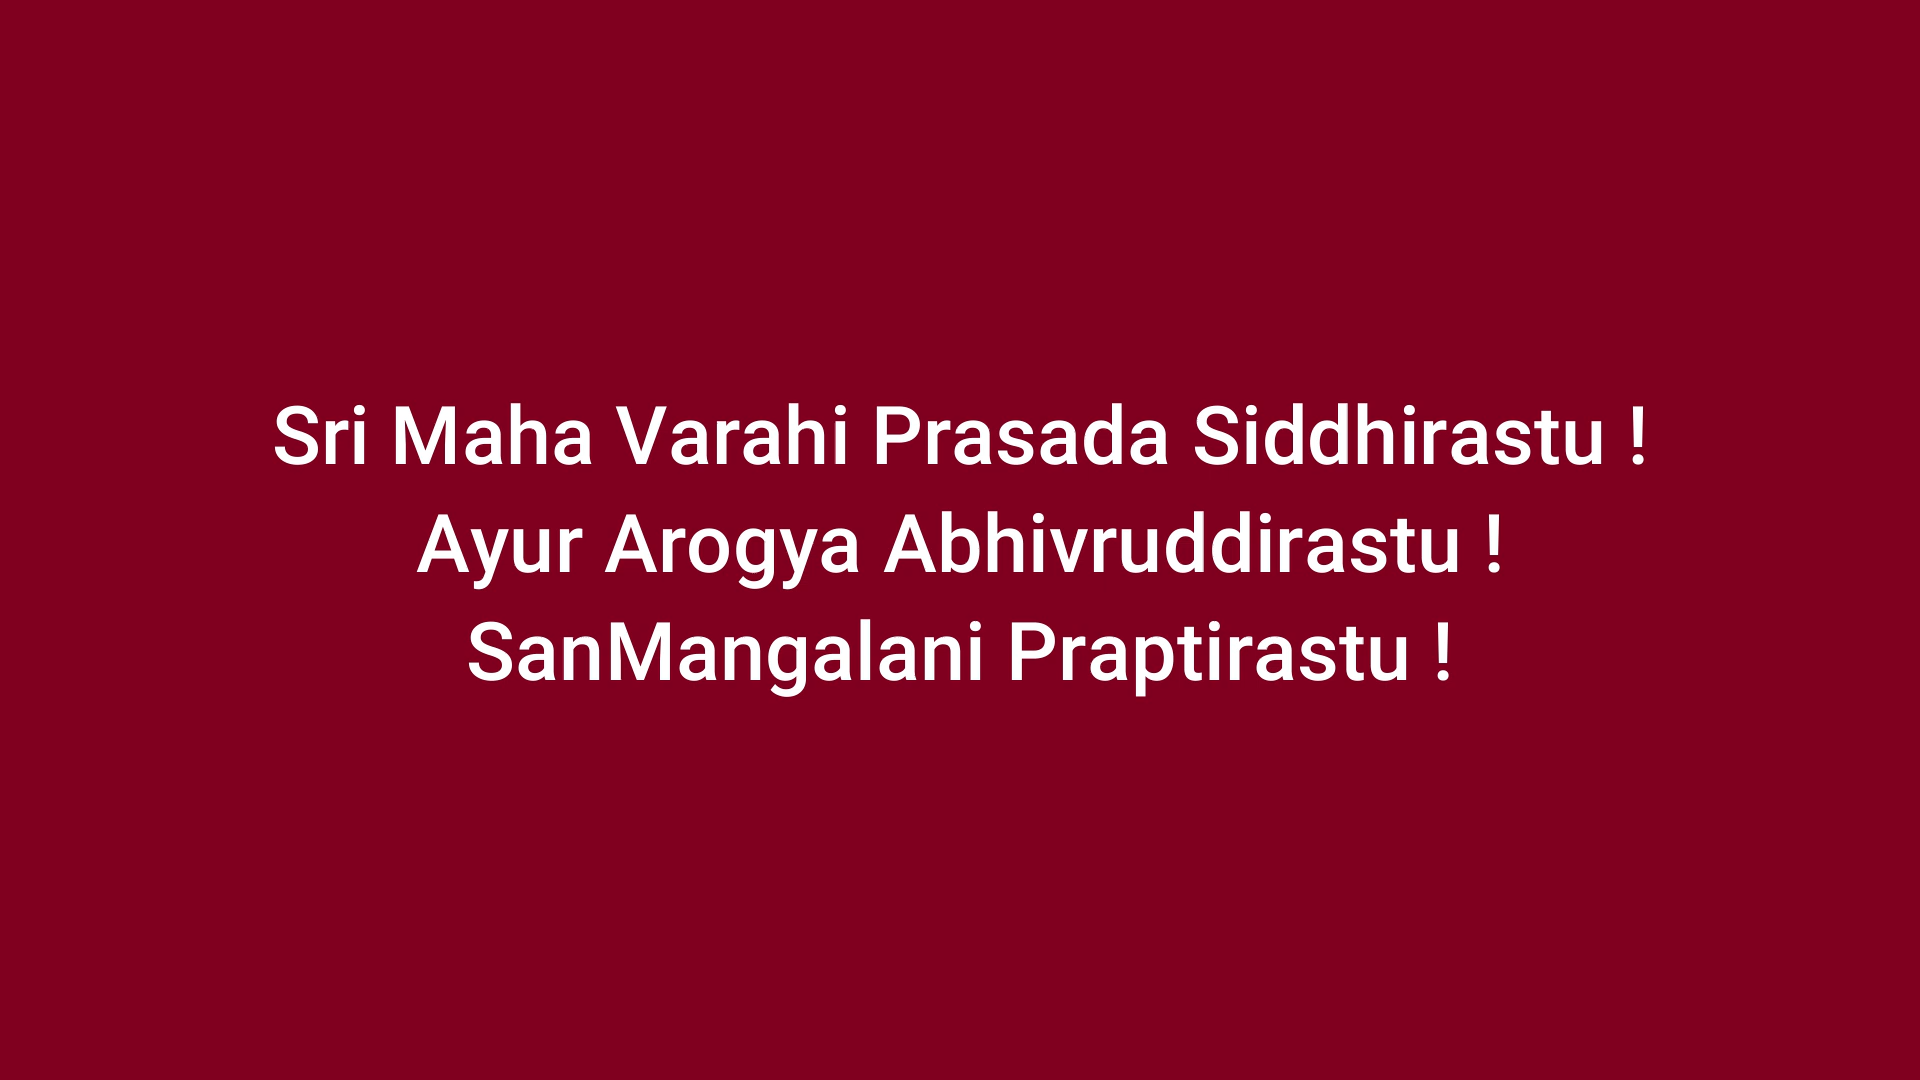 Sri Maha Varahi Prasada Siddhirastu !
Ayur Arogya Abhivruddirastu !
SanMangalani Praptirastu !